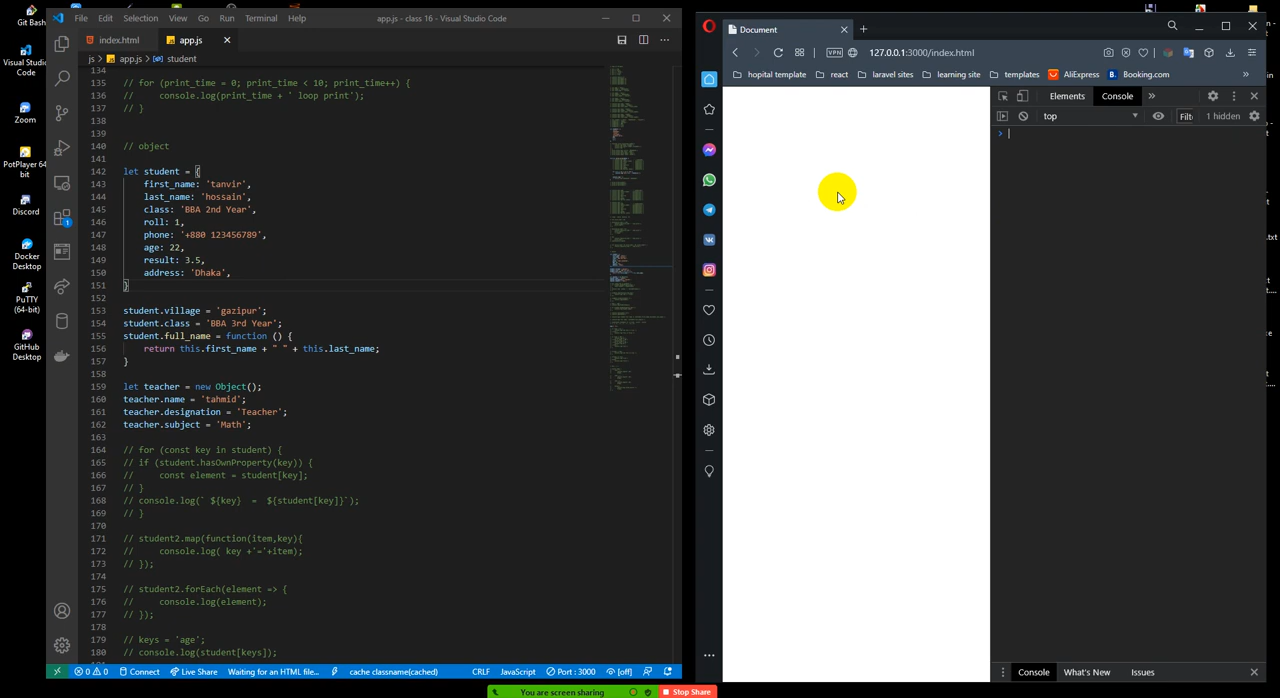 Git Bash
Visual Studio
Code
Zoom
PotPlayer 64
bit
Discord
Docker
Desktop
PuTTY
(64-bit)
GitHub
Desktop
File Edit Selection View Go Run Terminal Help
app.js - class 16 - Visual Studio Code
index.html
app.js
js > app.js > student
134
135 // for (print_time = 0; print_time < 10; print_time++) {
136 //     console.log(print_time + ' loop print');
137 // }
138
139
140 // object
141
142 let student = {
143     first_name: 'tanvir',
144     last_name: 'hossain',
145     class: 'BBA 2nd Year',
146     roll: 1,
147     phone: '+880 123456789',
148     age: 22,
149     result: 3.5,
150     address: 'Dhaka',
151 }
152
153 student.village = 'gazipur';
154 student.class = 'BBA 3rd Year';
155 student.full_name = function () {
156     return this.first_name + " " + this.last_name;
157 }
158
159 let teacher = new Object();
160 teacher.name = 'tahmid';
161 teacher.designation = 'Teacher';
162 teacher.subject = 'Math';
163
164 // for (const key in student) {
165 // if (student.hasOwnProperty(key)) {
166 //     const element = student[key];
167 // }
168 // console.log(` ${key}  =  ${student[key]}`);
169 // }
170
171 // student2.map(function(item,key){
172 //     console.log( key +'='+item);
173 // });
174
175 // student2.forEach(element => {
176 //     console.log(element);
177 // });
178
179 // keys = 'age';
180 // console.log(student[keys]);
0 0 Connect Live Share Waiting for an HTML file... cache classname(cached) CRLF JavaScript Port : 3000 [off]
Document
VPN 127.0.0.1:3000/index.html
hopital template react laravel sites learning site templates AliExpress Booking.com »
Elements Console »
top Filt 1 hidden
Console What's New Issues
You are screen sharing Stop Share